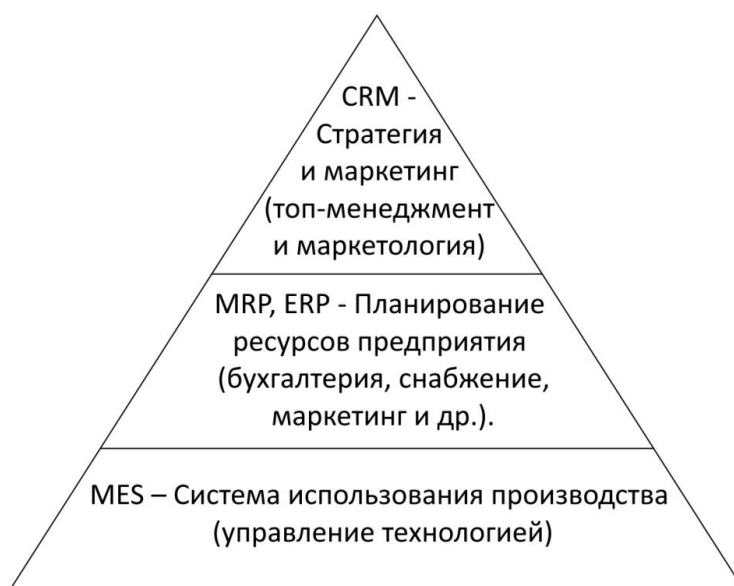 CRM -
Стратегия
и маркетинг
(топ-менеджмент
и маркетология)
MRP, ERP - Планирование
ресурсов предприятия
(бухгалтерия, снабжение,
маркетинг и др.).
MES – Система использования производства
(управление технологией)